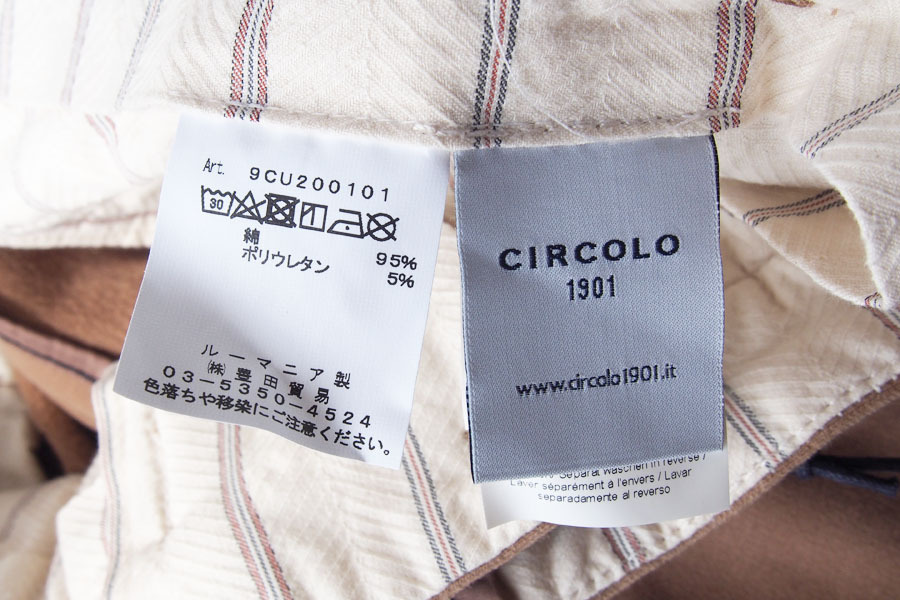 Art. 9CU200101
30
綿 95%
ポリウレタン 5%
ルーマニア製
㈱豊田貿易
03-5350-4524
色落ちや移染にご注意ください。
CIRCOLO
1901
www.circolo1901.it
Separat waschen in reverse /
Laver séparément à l'envers / Lavar
separadamente al reverso